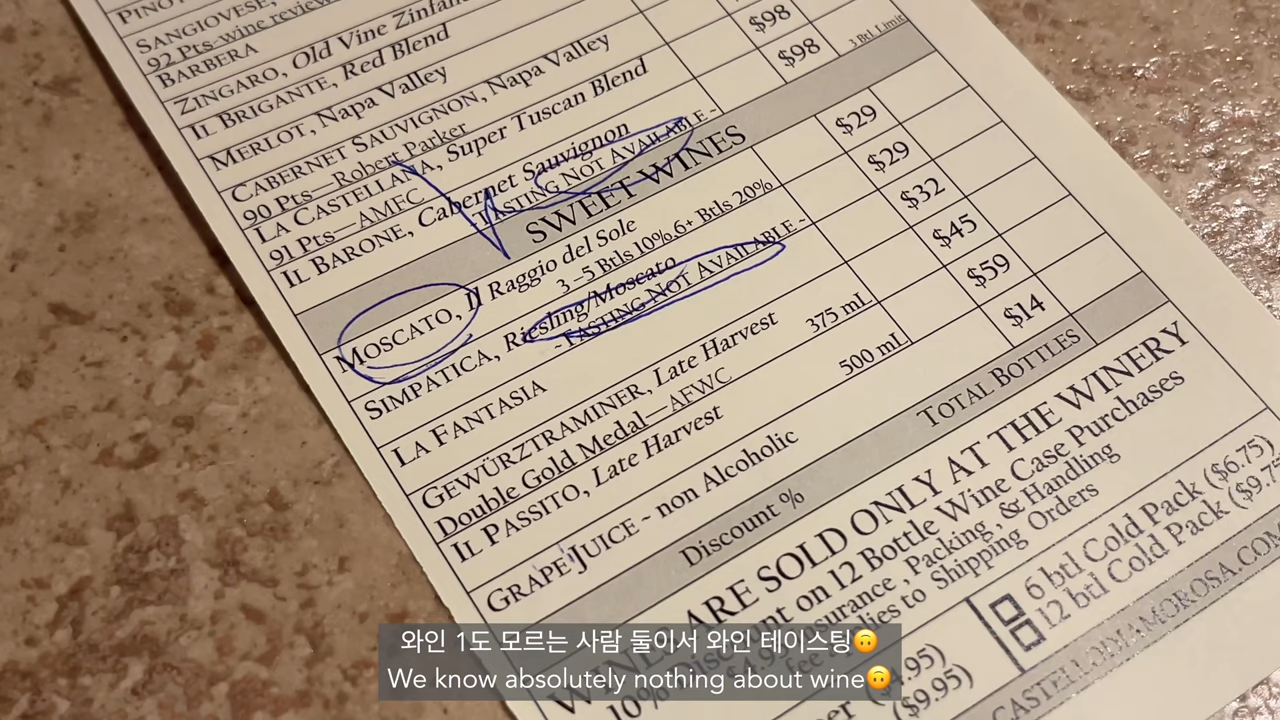 PINOT
SANGIOVESE,
92 Pts-wine review
BARBERA
ZINGARO, Old Vine Zinfan
IL BRIGANTE, Red Blend
MERLOT, Napa Valley
CABERNET SAUVIGNON, Napa Valley $98
90 Pts—Robert Parker
LA CASTELLANA, Super Tuscan Blend $98
91 Pts—AMFC
3 Btl Limit
IL BARONE, Cabernet Sauvignon
- TASTING NOT AVAILABLE -
SWEET WINES
MOSCATO, Il Raggio del Sole $29
3 –5 Btls 10%,6+ Btls 20%
SIMPATICA, Riesling/Moscato $29
- TASTING NOT AVAILABLE -
LA FANTASIA $32
GEWÜRZTRAMINER, Late Harvest 375 mL $45
Double Gold Medal—AFWC
IL PASSITO, Late Harvest 500 mL $59
GRAPE JUICE ~ non Alcoholic $14
Discount % TOTAL BOTTLES
WINES ARE SOLD ONLY AT THE WINERY
10% Discount on 12 Bottle Wine Case Purchases
Insurance , Packing , & Handling
fee applies to Shipping Orders
6 btl Cold Pack ($6.75)
12 btl Cold Pack ($9.75
($9.95)
CASTELLODIAMOROSA.COM
와인 1도 모르는 사람 둘이서 와인 테이스팅🙃
We know absolutely nothing about wine🙃